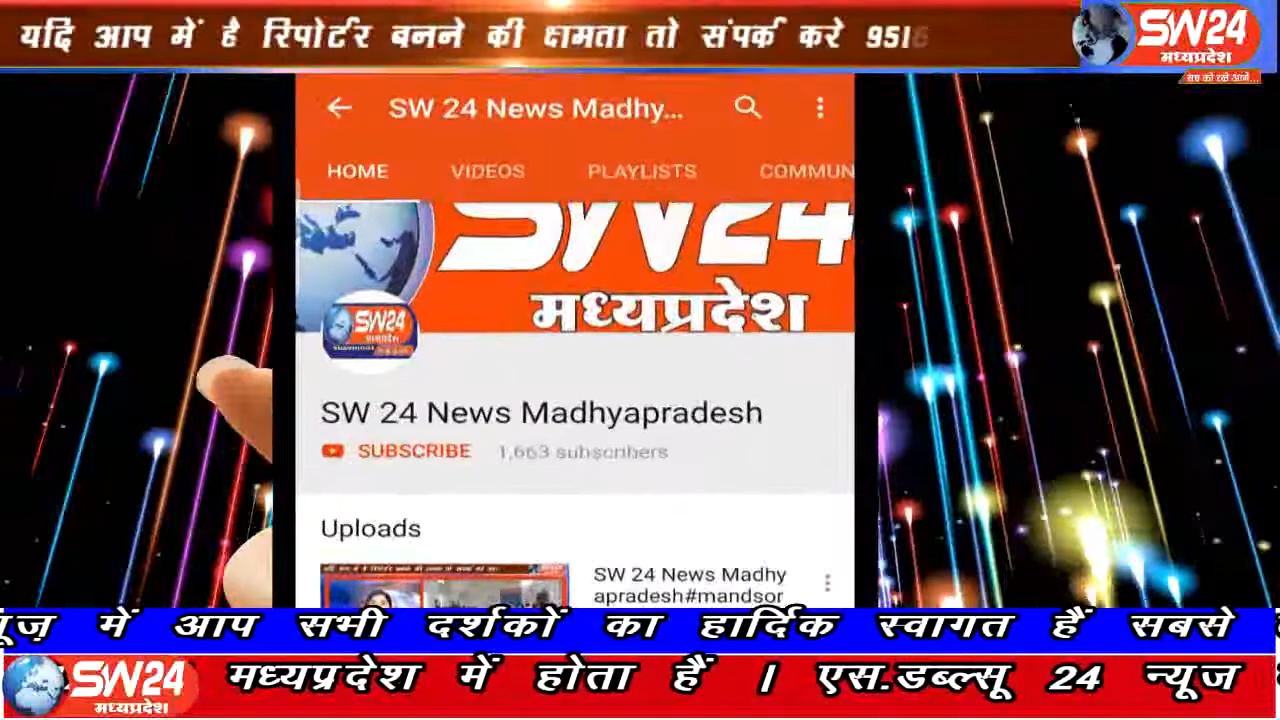 यदि आप में है रिपोर्टर बनने की क्षमता तो संपर्क करे 9516
SW24
मध्यप्रदेश
SW 24 News Madhy...
HOME VIDEOS PLAYLISTS COMMUN
SW24
मध्यप्रदेश
SW24
SW 24 News Madhyapradesh
SUBSCRIBE 1,663 subscribers
Uploads
SW 24 News Madhy
apradesh#mandsor
यूज़ में आप सभी दर्शकों का हार्दिक स्वागत हैं सबसे
SW24
मध्यप्रदेश
मध्यप्रदेश में होता हैं । एस.डब्ल्सू 24 न्यूज